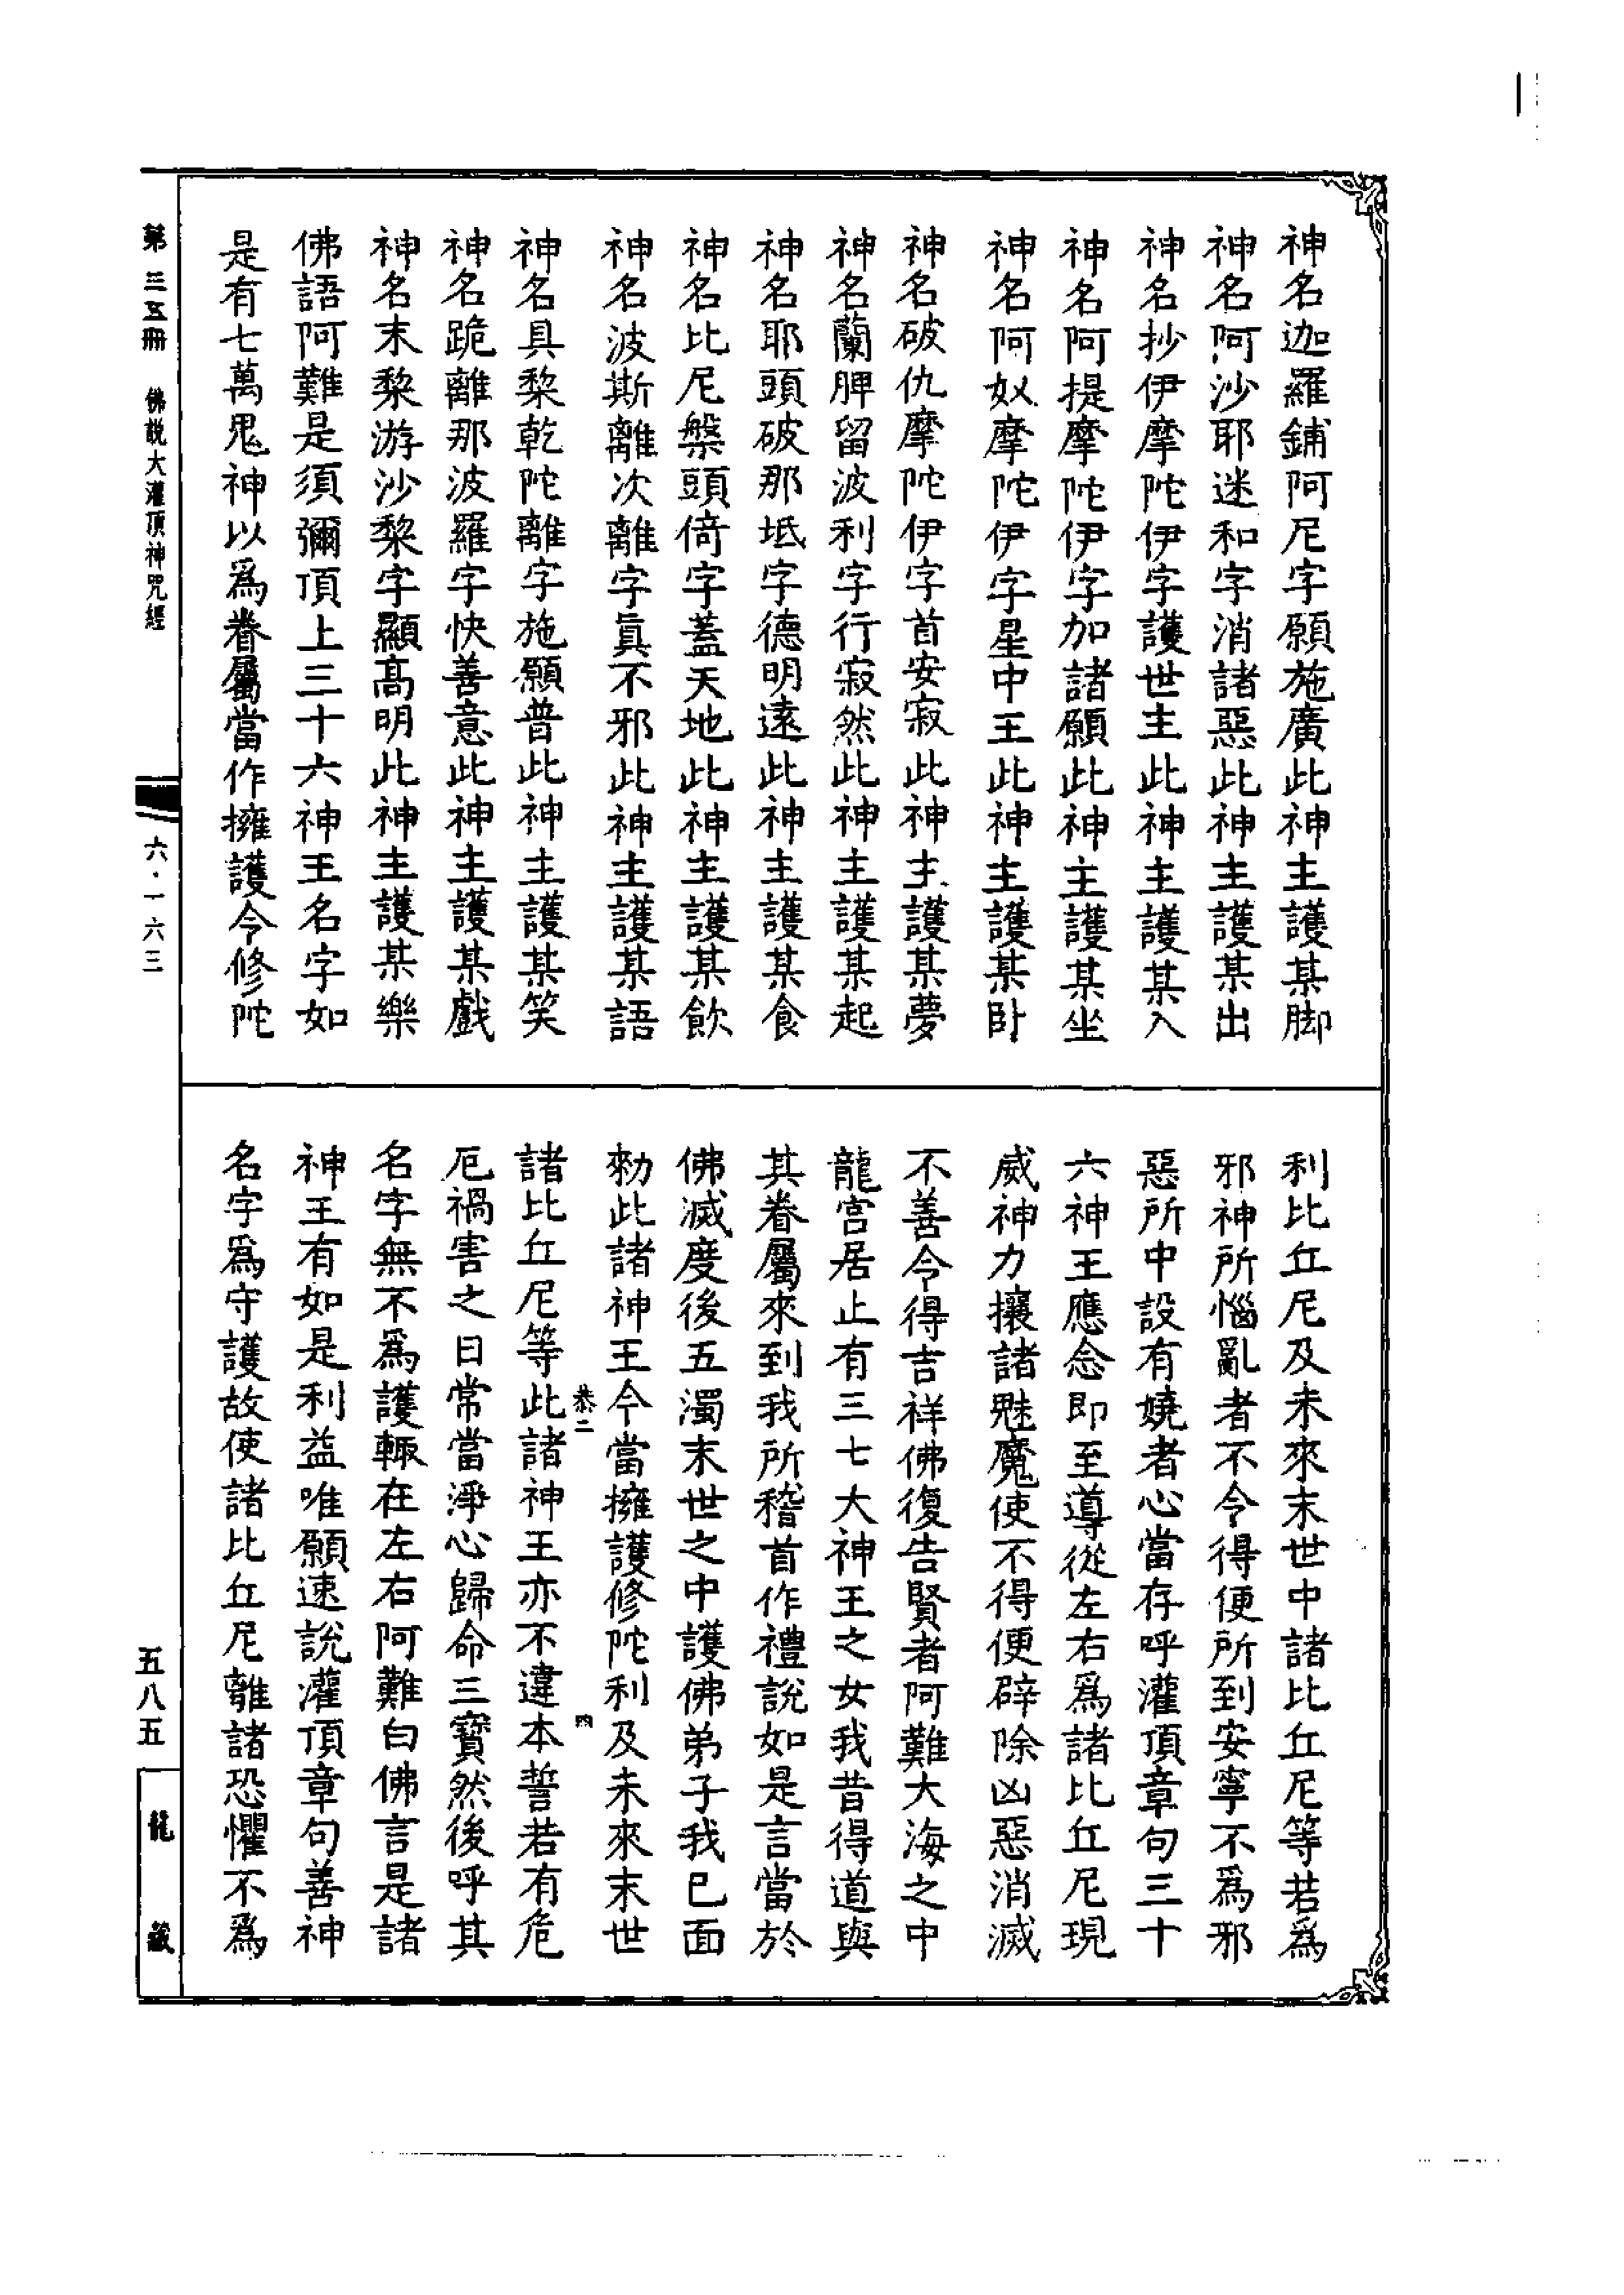 神名迦羅鋪阿尼字願施廣此神主護某脚
神名阿沙耶迷和字消諸惡此神主護某出
神名抄伊摩陀伊字護世主此神主護某入
神名阿提摩陀伊字加諸願此神主護某坐
神名阿奴摩陀伊字星中王此神主護某卧
神名破仇摩陀伊字首安寂此神主護某夢
神名蘭脾留波利字行寂然此神主護某起
神名耶頭破那坻字德明遠此神主護某食
神名比尼槃頭倚字蓋天地此神主護某飲
神名波斯離次離字眞不邪此神主護某語
神名具棃乾陀離字施願普此神主護某笑
神名跪離那波羅字快善意此神主護某戲
神名末棃游沙棃字顯髙明此神主護某樂
佛語阿難是須彌頂上三十六神王名字如
是有七萬鬼神以爲眷屬當作擁護令修陀
利比丘尼及未來末世中諸比丘尼等若爲
邪神所惱亂者不令得便所到安寧不爲邪
惡所中設有嬈者心當存呼灌頂章句三十
六神王應念即至導從左右爲諸比丘尼現
威神力攘諸魅魔使不得便辟除凶惡消滅
不善令得吉祥佛復告賢者阿難大海之中
龍宮居止有三七大神王之女我昔得道與
其眷屬來到我所稽首作禮說如是言當於
佛滅度後五濁末世之中護佛弟子我已面
勑此諸神王今當擁護修陀利及未來末世
恭二 四
諸比丘尼等此諸神王亦不違本誓若有危
厄禍害之日常當淨心歸命三寶然後呼其
名字無不爲護輙在左右阿難白佛言是諸
神王有如是利益唯願速說灌頂章句善神
名字爲守護故使諸比丘尼離諸恐懼不爲
第三五冊 佛説大灌頂神咒經 六·一六三 五八五 龍藏